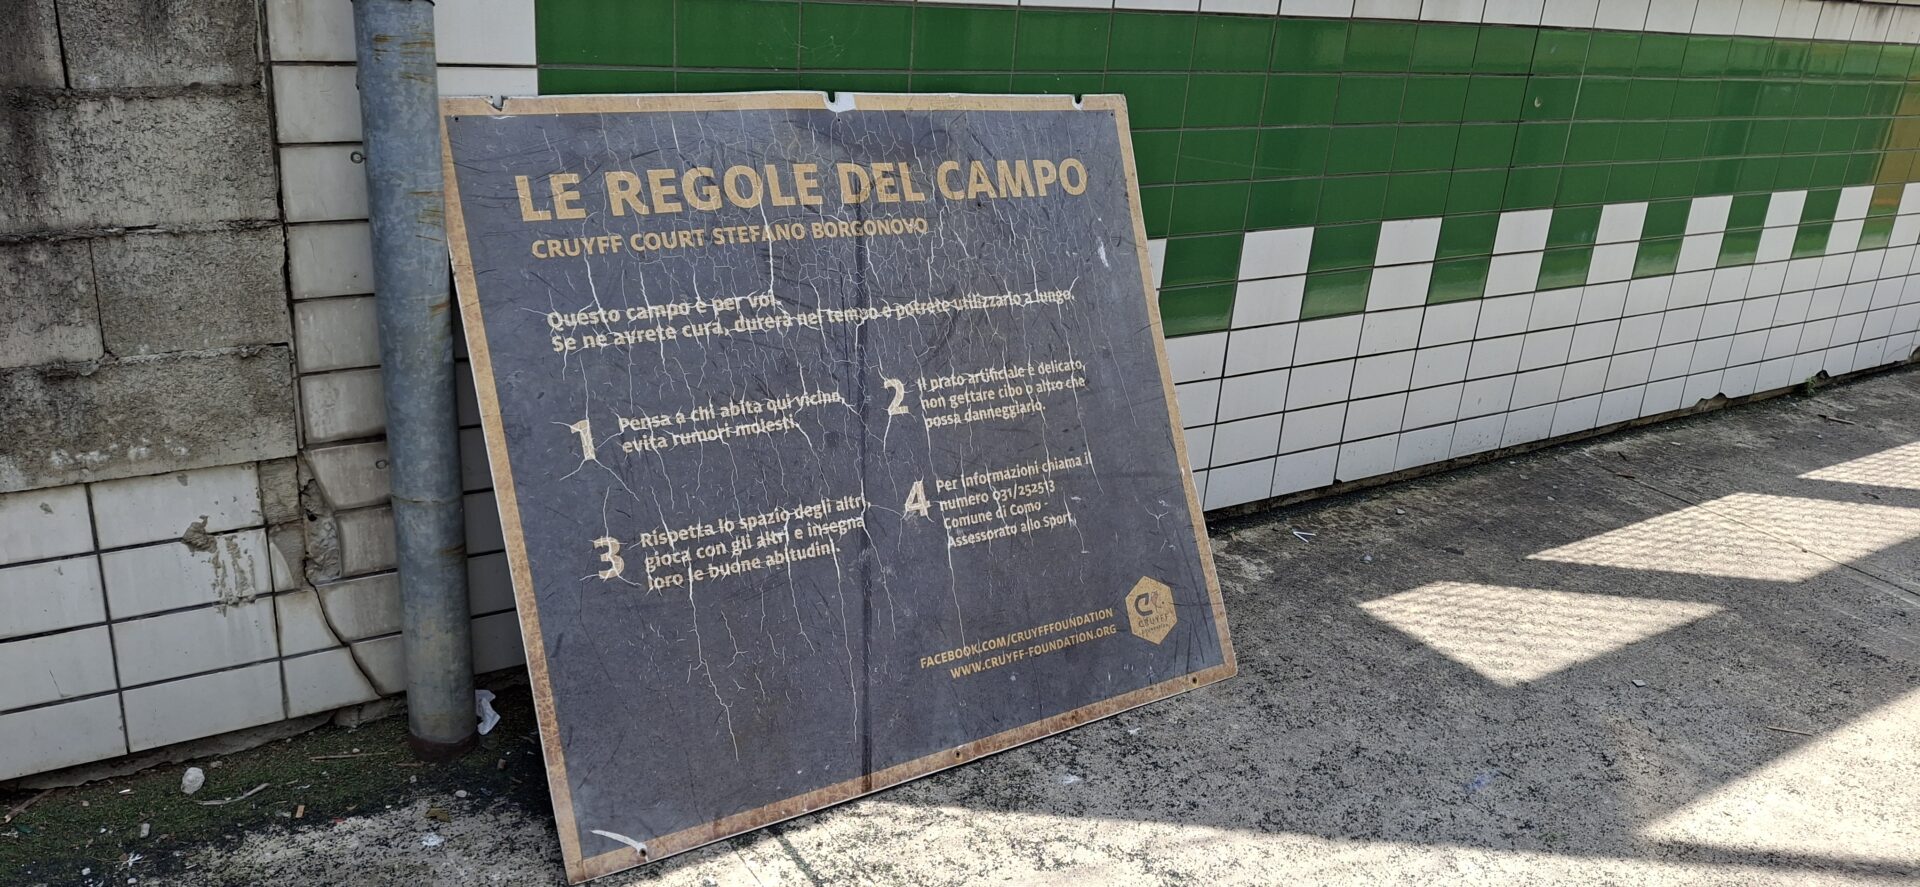 LE REGOLE DEL CAMPO
CRUYFF COURT STEFANO BORGONOVO
Questo campo è per voi.
Se ne avrete cura, durerà nel tempo e potrete utilizzarlo a lungo.
1
Pensa a chi abita qui vicino,
evita rumori molesti.
2
Il prato artificiale è delicato,
non gettare cibo o altro che
possa danneggiarlo.
3
Rispetta lo spazio degli altri,
gioca con gli altri e insegna
loro le buone abitudini.
4
Per informazioni chiama il
numero 031/252513
Comune di Como -
Assessorato allo Sport.
FACEBOOK.COM/CRUYFFFOUNDATION
WWW.CRUYFF-FOUNDATION.ORG
CRUYFF
FOUNDATION